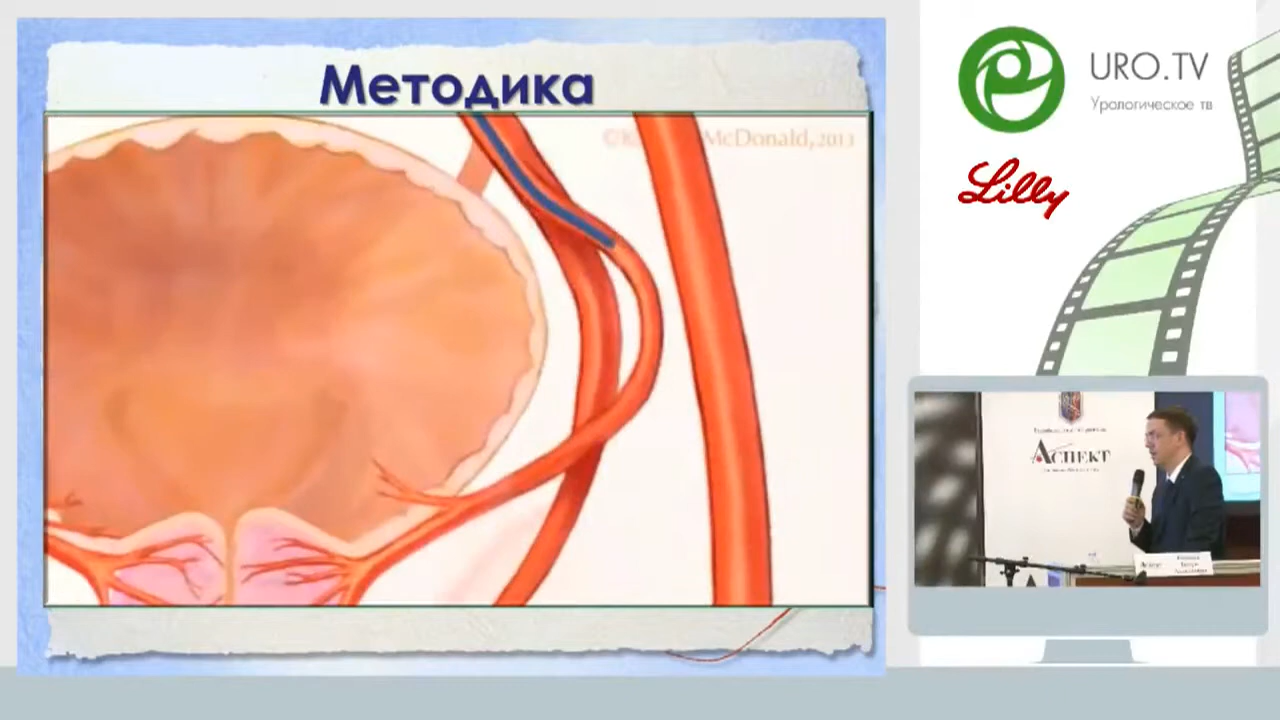 Методика
McDonald, 2013
URO.TV
Урологическое тв
Lilly
АСПЕКТ